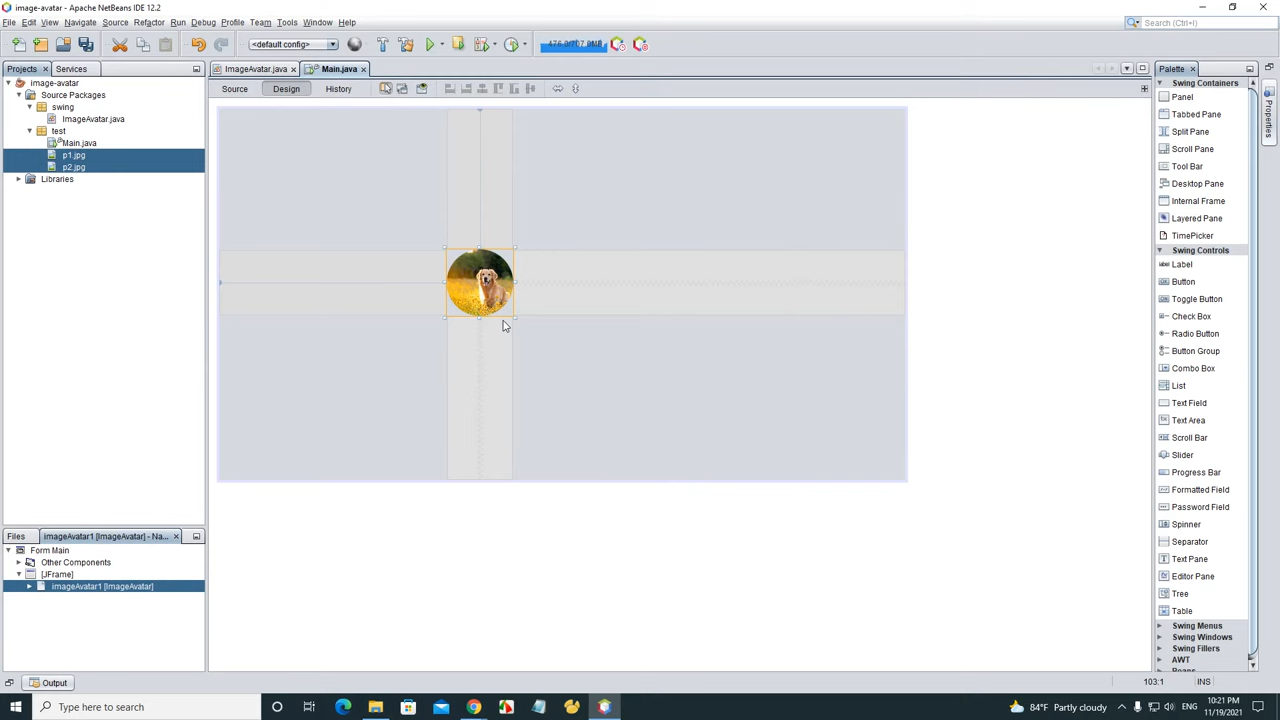 image-avatar - Apache NetBeans IDE 12.2
File Edit View Navigate Source Refactor Run Debug Profile Team Tools Window Help
Search (Ctrl+I)
<default config>
476.0/707.0MB
Projects Services
ImageAvatar.java Main.java
Palette
Source Design History
image-avatar
Source Packages
swing
ImageAvatar.java
test
Main.java
p1.jpg
p2.jpg
Libraries
Swing Containers
Panel
Tabbed Pane
Split Pane
Scroll Pane
Tool Bar
Desktop Pane
Internal Frame
Layered Pane
TimePicker
Swing Controls
Label
Button
Toggle Button
Check Box
Radio Button
Button Group
Combo Box
List
Text Field
Text Area
Scroll Bar
Slider
Progress Bar
Formatted Field
Password Field
Spinner
Separator
Text Pane
Editor Pane
Tree
Table
Swing Menus
Swing Windows
Swing Fillers
AWT
Beans
Properties
Files imageAvatar1 [ImageAvatar] - Na...
Form Main
Other Components
[JFrame]
imageAvatar1 [ImageAvatar]
Output
103:1 INS
Type here to search
84°F Partly cloudy
ENG
10:21 PM
11/19/2021